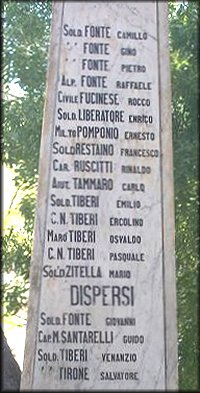 SOLD. FONTE CAMILLO
" FONTE GINO
" FONTE PIETRO
ALP. FONTE RAFFAELE
CIVILE FUCINESE ROCCO
SOLD. LIBERATORE ENRICO
MIL.TO POMPONIO ERNESTO
SOLD RESTAINO FRANCESCO
CAR. RUSCITTI RINALDO
AIUT. TAMMARO CARLO
SOLD. TIBERI EMILIO
C.N. TIBERI ERCOLINO
MARÒ TIBERI OSVALDO
C.N. TIBERI PASQUALE
SOLD ZITELLA MARIO
DISPERSI
SOLD. FONTE GIOVANNI
CAP. M. SANTARELLI GUIDO
SOLD. TIBERI VENANZIO
" TIRONE SALVATORE